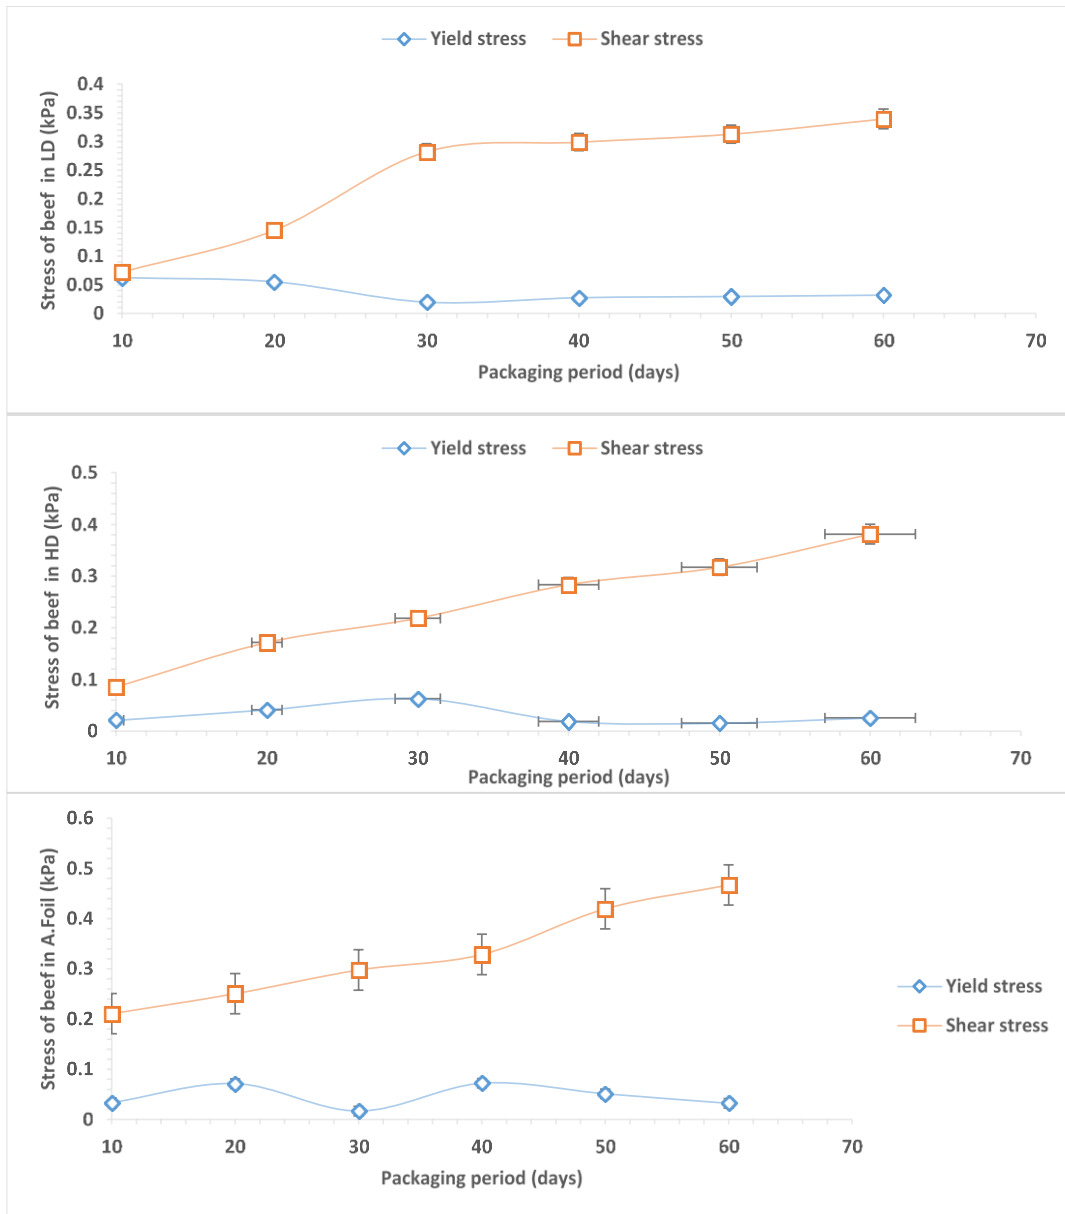 Yield stress Shear stress
Stress of beef in LD (kPa)
0.4
0.35
0.3
0.25
0.2
0.15
0.1
0.05
0
10 20 30 40 50 60 70
Packaging period (days)
Yield stress Shear stress
Stress of beef in HD (kPa)
0.5
0.4
0.3
0.2
0.1
0
10 20 30 40 50 60 70
Packaging period (days)
Stress of beef in A.Foil (kPa)
0.6
0.5
0.4
0.3
0.2
0.1
0
Yield stress
Shear stress
10 20 30 40 50 60 70
Packaging period (days)